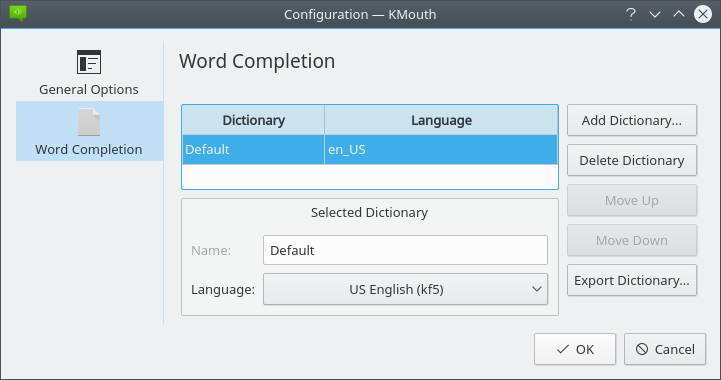 Configuration — KMouth
General Options
Word Completion
Word Completion
Dictionary Language
Default en_US
Add Dictionary...
Delete Dictionary
Move Up
Move Down
Export Dictionary...
Selected Dictionary
Name: Default
Language: US English (kf5)
OK Cancel